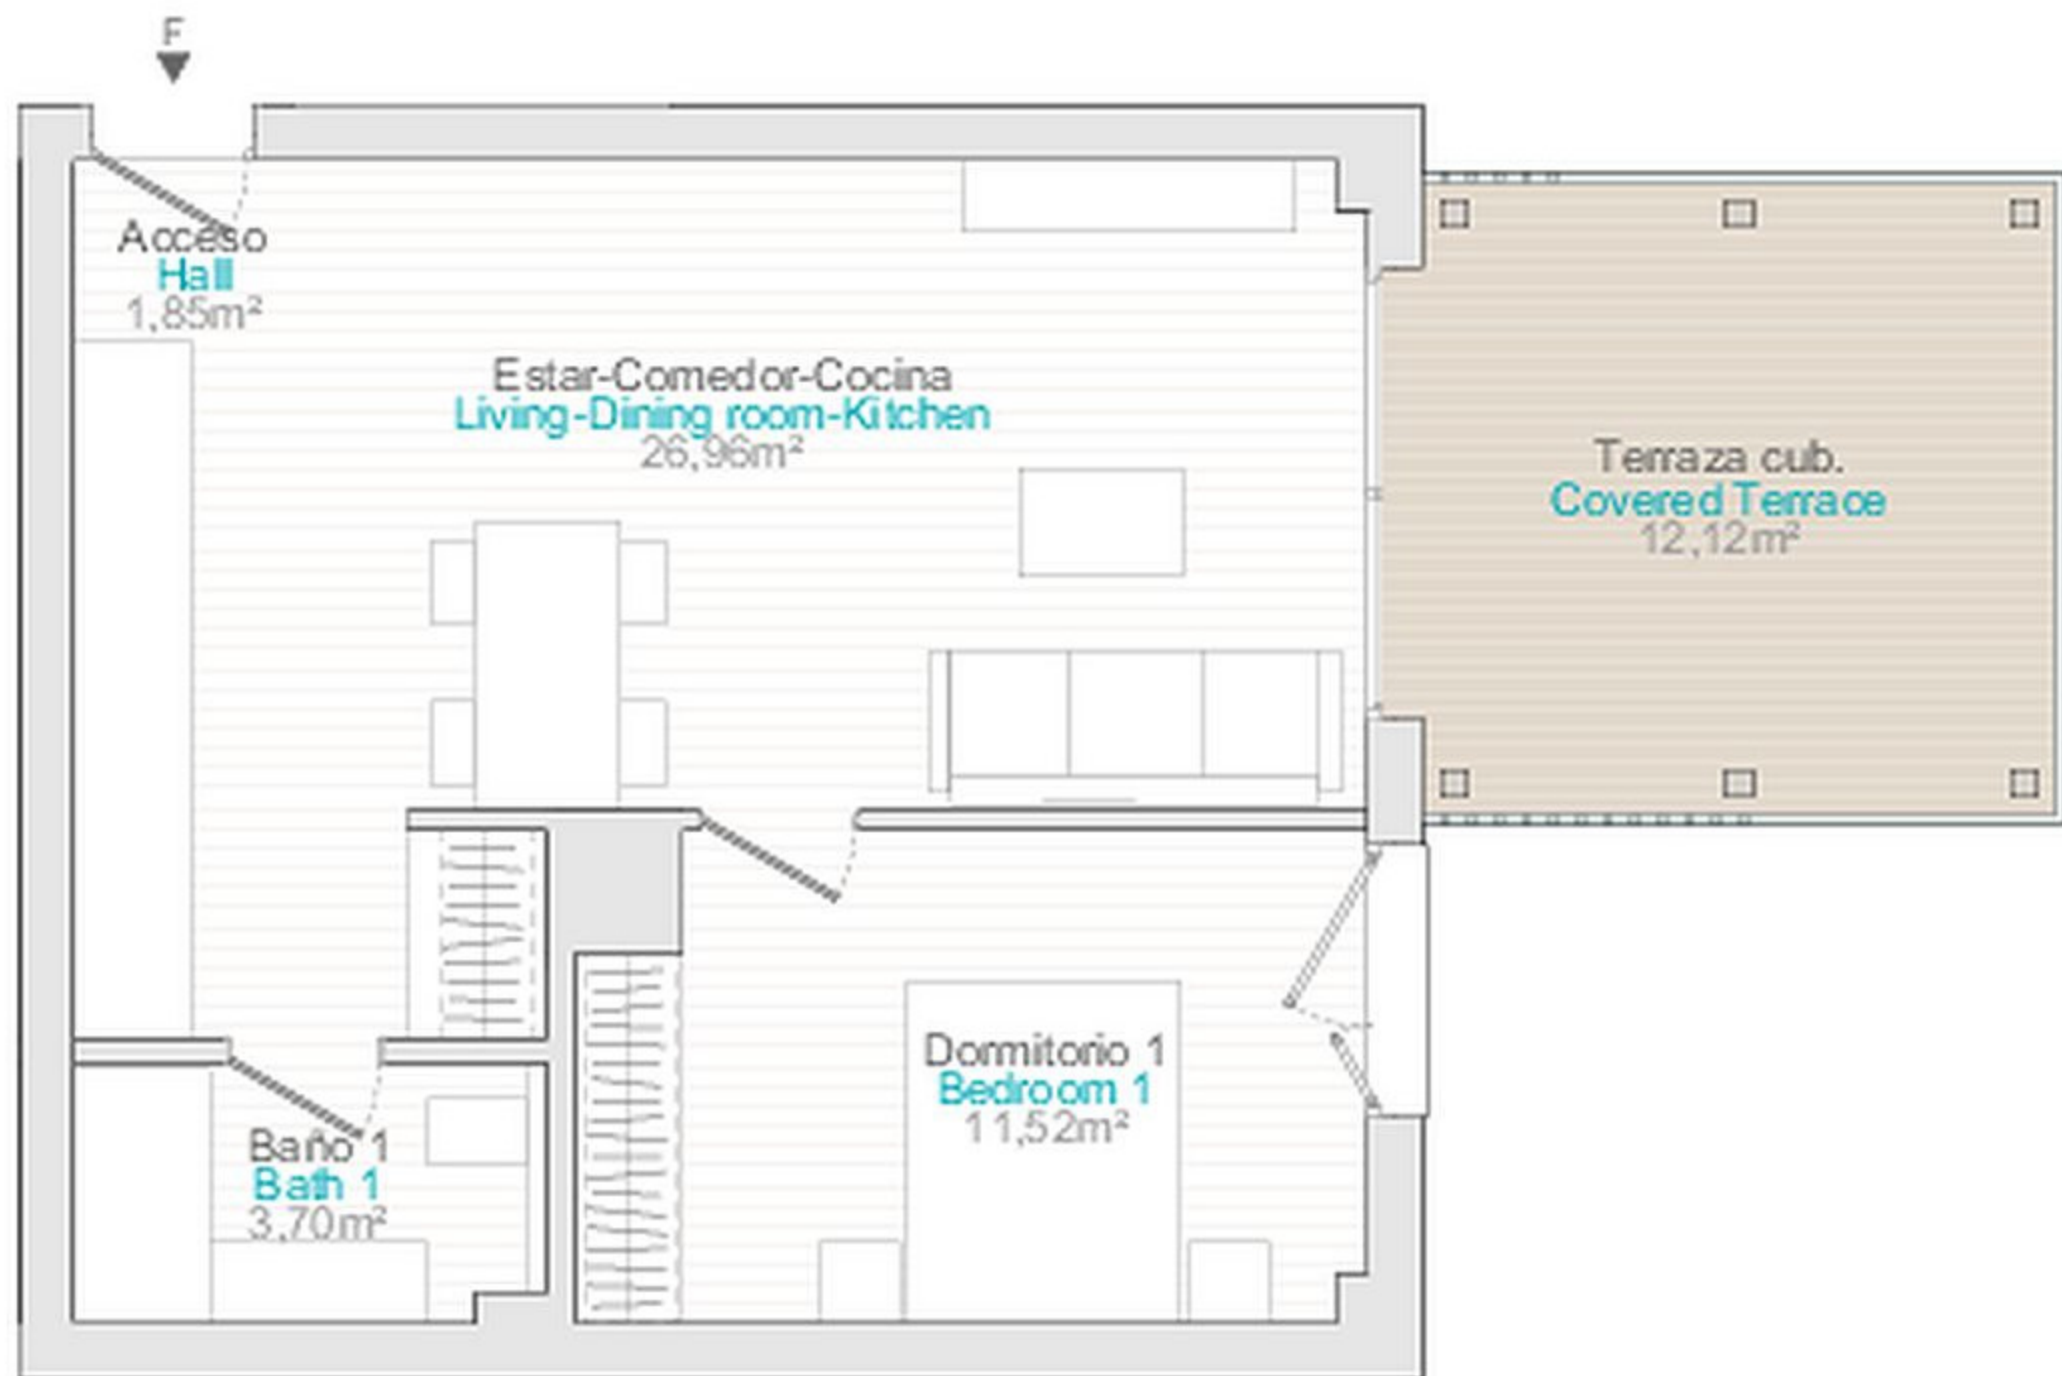 F
Acceso
Hall
1,85m²
Estar-Comedor-Cocina
Living-Dining room-Kitchen
26,96m²
Terraza cub.
Covered Terrace
12,12m²
Dormitorio 1
Bedroom 1
11,52m²
Baño 1
Bath 1
3,70m²